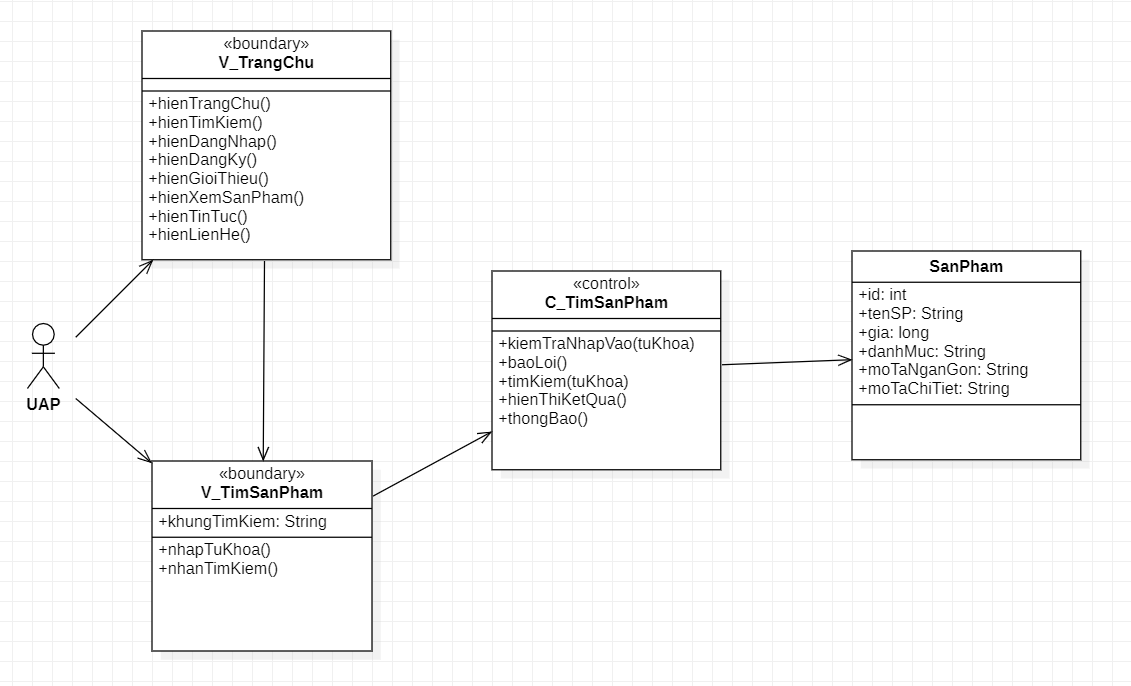 «boundary»
V_TrangChu
+hienTrangChu()
+hienTimKiem()
+hienDangNhap()
+hienDangKy()
+hienGioiThieu()
+hienXemSanPham()
+hienTinTuc()
+hienLienHe()
UAP
«boundary»
V_TimSanPham
+khungTimKiem: String
+nhapTuKhoa()
+nhanTimKiem()
«control»
C_TimSanPham
+kiemTraNhapVao(tuKhoa)
+baoLoi()
+timKiem(tuKhoa)
+hienThiKetQua()
+thongBao()
SanPham
+id: int
+tenSP: String
+gia: long
+danhMuc: String
+moTaNganGon: String
+moTaChiTiet: String